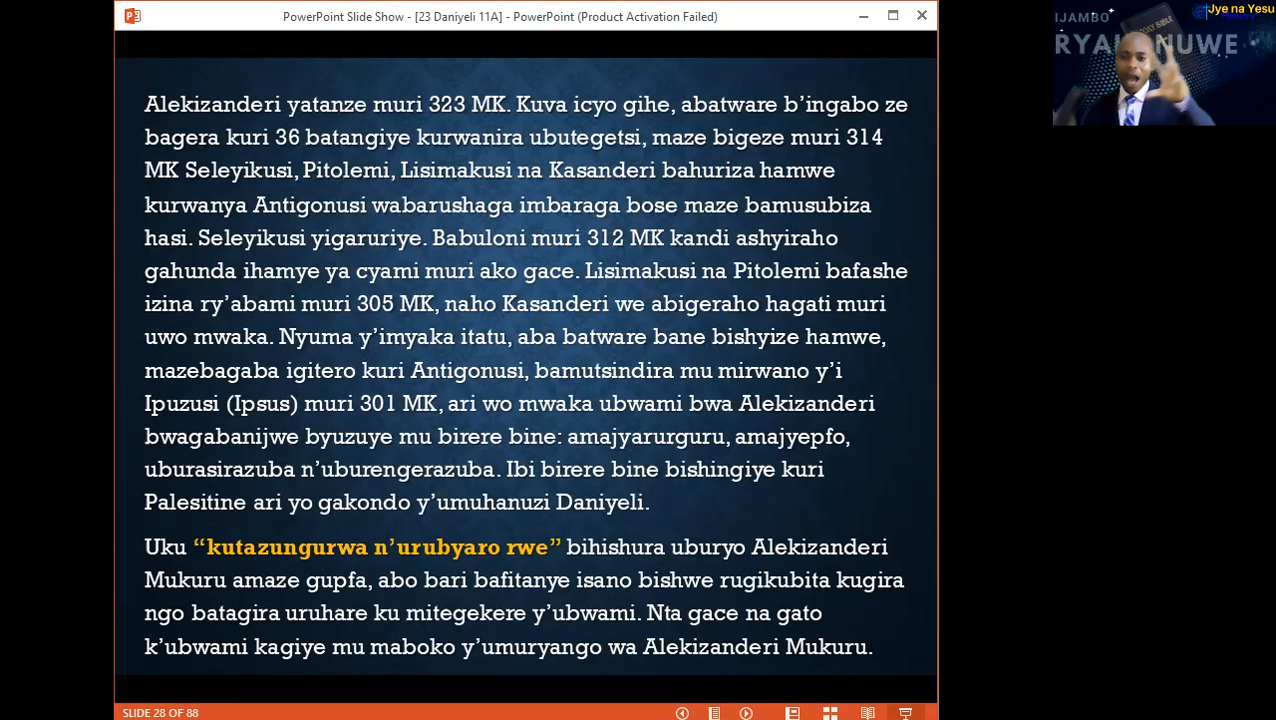 PowerPoint Slide Show - [23 Daniyeli 11A] - PowerPoint (Product Activation Failed)
Alekizanderi yatanze muri 323 MK. Kuva icyo gihe, abatware b’ingabo ze
bagera kuri 36 batangiye kurwanira ubutegetsi, maze bigeze muri 314
MK Seleyikusi, Pitolemi, Lisimakusi na Kasanderi bahuriza hamwe
kurwanya Antigonusi wabarushaga imbaraga bose maze bamusubiza
hasi. Seleyikusi yigaruriye. Babuloni muri 312 MK kandi ashyiraho
gahunda ihamye ya cyami muri ako gace. Lisimakusi na Pitolemi bafashe
izina ry’abami muri 305 MK, naho Kasanderi we abigeraho hagati muri
uwo mwaka. Nyuma y’imyaka itatu, aba batware bane bishyize hamwe,
mazebagaba igitero kuri Antigonusi, bamutsindira mu mirwano y’i
Ipuzusi (Ipsus) muri 301 MK, ari wo mwaka ubwami bwa Alekizanderi
bwagabanijwe byuzuye mu birere bine: amajyarurguru, amajyepfo,
uburasirazuba n’uburengerazuba. Ibi birere bine bishingiye kuri
Palesitine ari yo gakondo y’umuhanuzi Daniyeli.
Uku “kutazungurwa n’urubyaro rwe” bihishura uburyo Alekizanderi
Mukuru amaze gupfa, abo bari bafitanye isano bishwe rugikubita kugira
ngo batagira uruhare ku mitegekere y’ubwami. Nta gace na gato
k’ubwami kagiye mu maboko y’umuryango wa Alekizanderi Mukuru.
SLIDE 28 OF 88
Jye na Yesu
IJAMBO
HOLY BIBLE